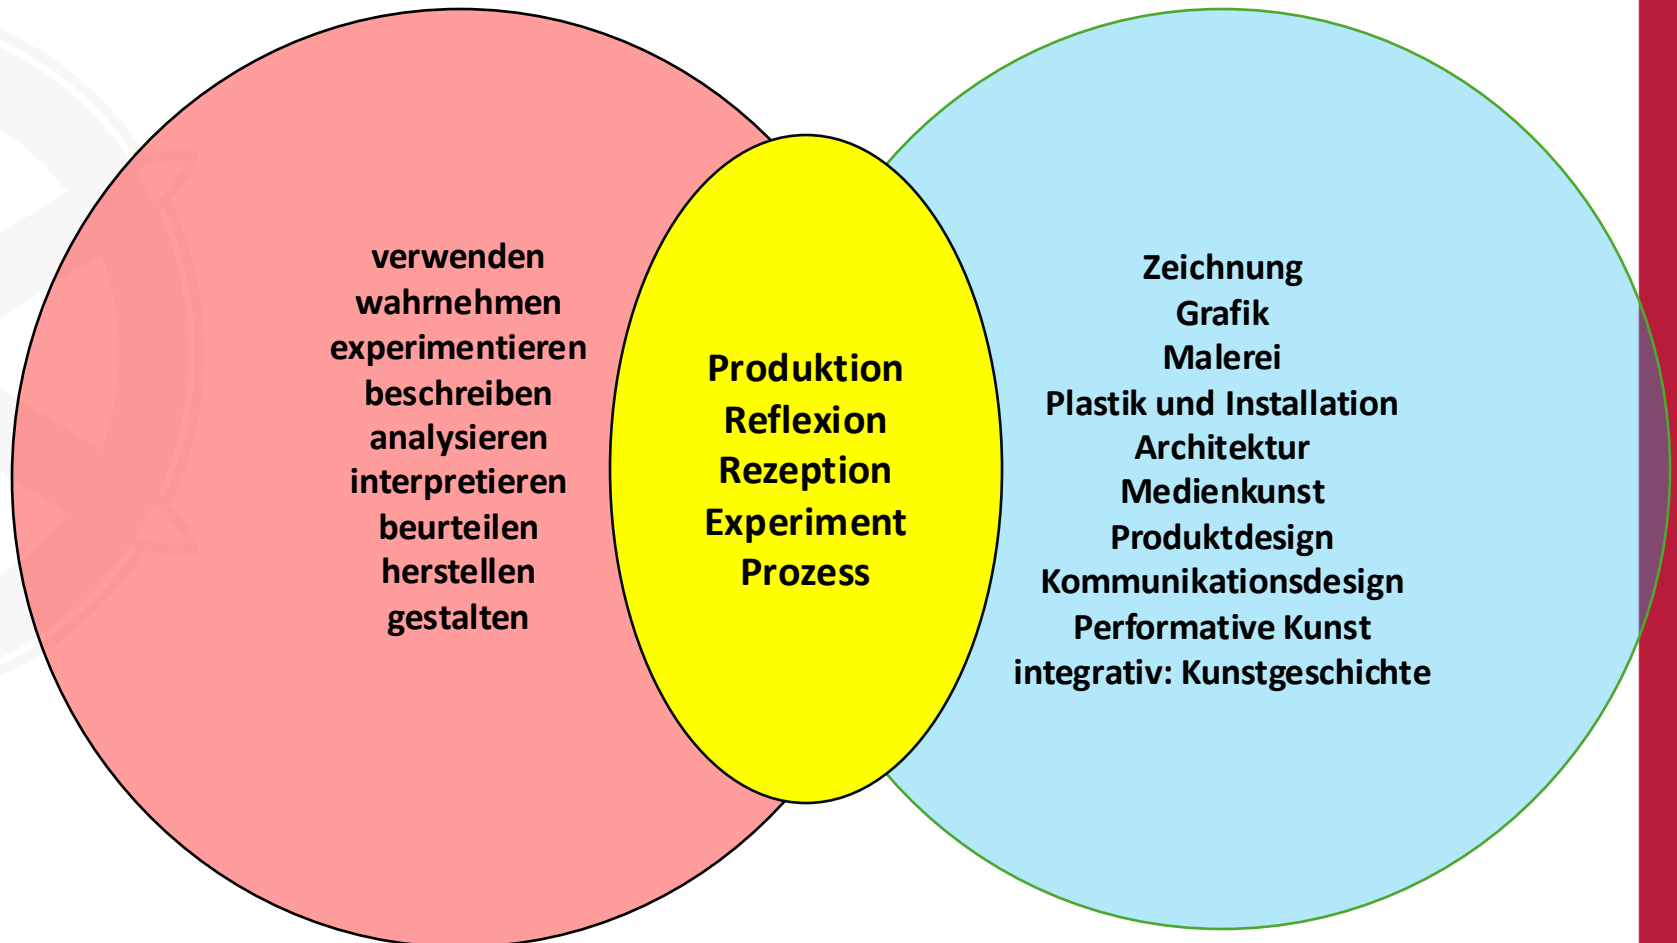 verwenden
wahrnehmen
experimentieren
beschreiben
analysieren
interpretieren
beurteilen
herstellen
gestalten
Produktion
Reflexion
Rezeption
Experiment
Prozess
Zeichnung
Grafik
Malerei
Plastik und Installation
Architektur
Medienkunst
Produktdesign
Kommunikationsdesign
Performative Kunst
integrativ: Kunstgeschichte